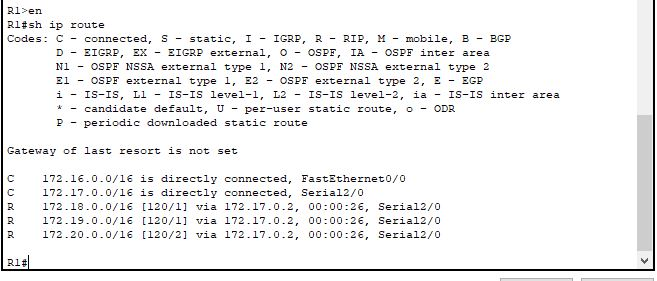 R1>en
R1#sh ip route
Codes: C - connected, S - static, I - IGRP, R - RIP, M - mobile, B - BGP
       D - EIGRP, EX - EIGRP external, O - OSPF, IA - OSPF inter area
       N1 - OSPF NSSA external type 1, N2 - OSPF NSSA external type 2
       E1 - OSPF external type 1, E2 - OSPF external type 2, E - EGP
       i - IS-IS, L1 - IS-IS level-1, L2 - IS-IS level-2, ia - IS-IS inter area
       * - candidate default, U - per-user static route, o - ODR
       P - periodic downloaded static route
Gateway of last resort is not set
C    172.16.0.0/16 is directly connected, FastEthernet0/0
C    172.17.0.0/16 is directly connected, Serial2/0
R    172.18.0.0/16 [120/1] via 172.17.0.2, 00:00:26, Serial2/0
R    172.19.0.0/16 [120/1] via 172.17.0.2, 00:00:26, Serial2/0
R    172.20.0.0/16 [120/2] via 172.17.0.2, 00:00:26, Serial2/0
R1#